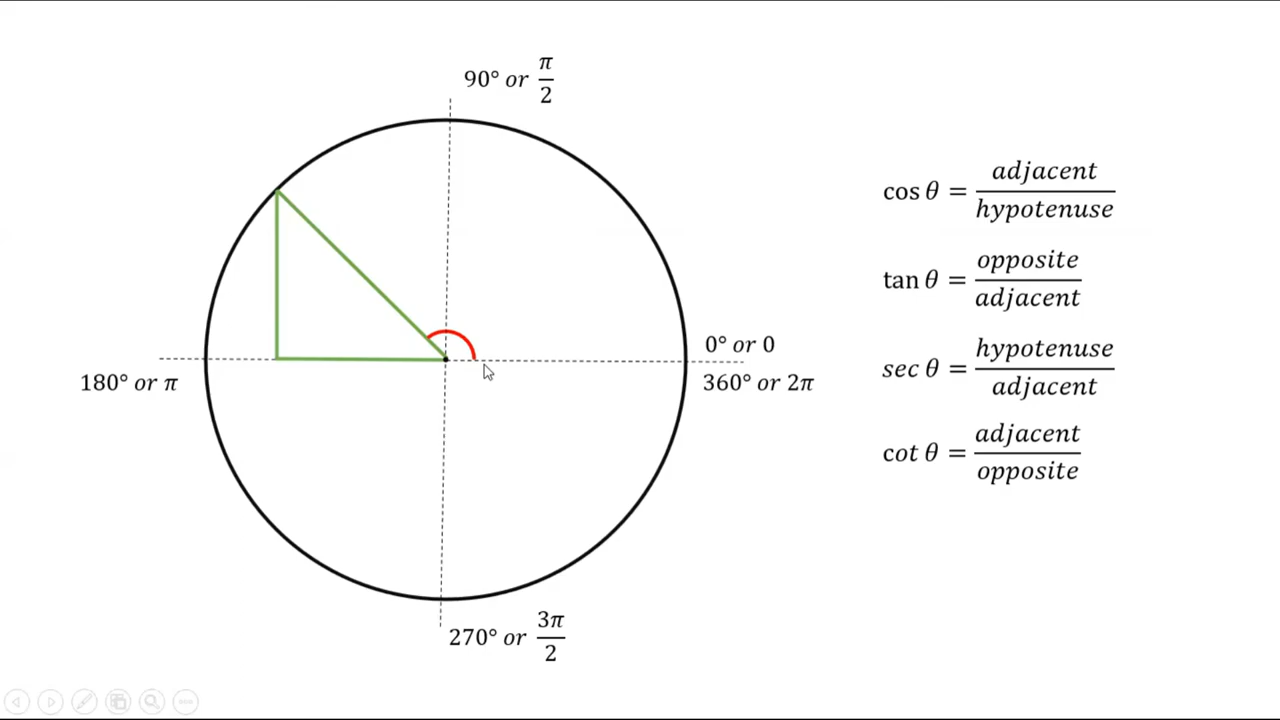 90° or π/2
0° or 0
180° or π
360° or 2π
270° or 3π/2
cos θ = adjacent/hypotenuse
tan θ = opposite/adjacent
sec θ = hypotenuse/adjacent
cot θ = adjacent/opposite